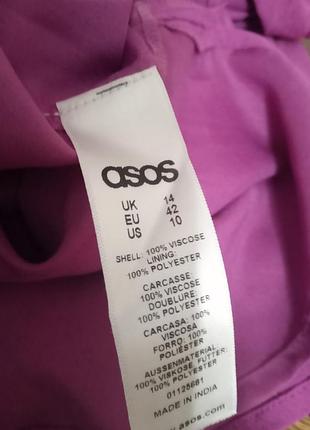 asos
UK 14
EU 42
US 10
SHELL: 100% VISCOSE
LINING:
100% POLYESTER
CARCASSE:
100% VISCOSE
DOUBLURE:
100% POLYESTER
CARCASA: 100%
VISCOSA
FORRO: 100%
POLIÉSTER
AUSSENMATERIAL:
100% VISKOSE FUTTER:
100% POLYESTER
01125681
MADE IN INDIA
.asos.com